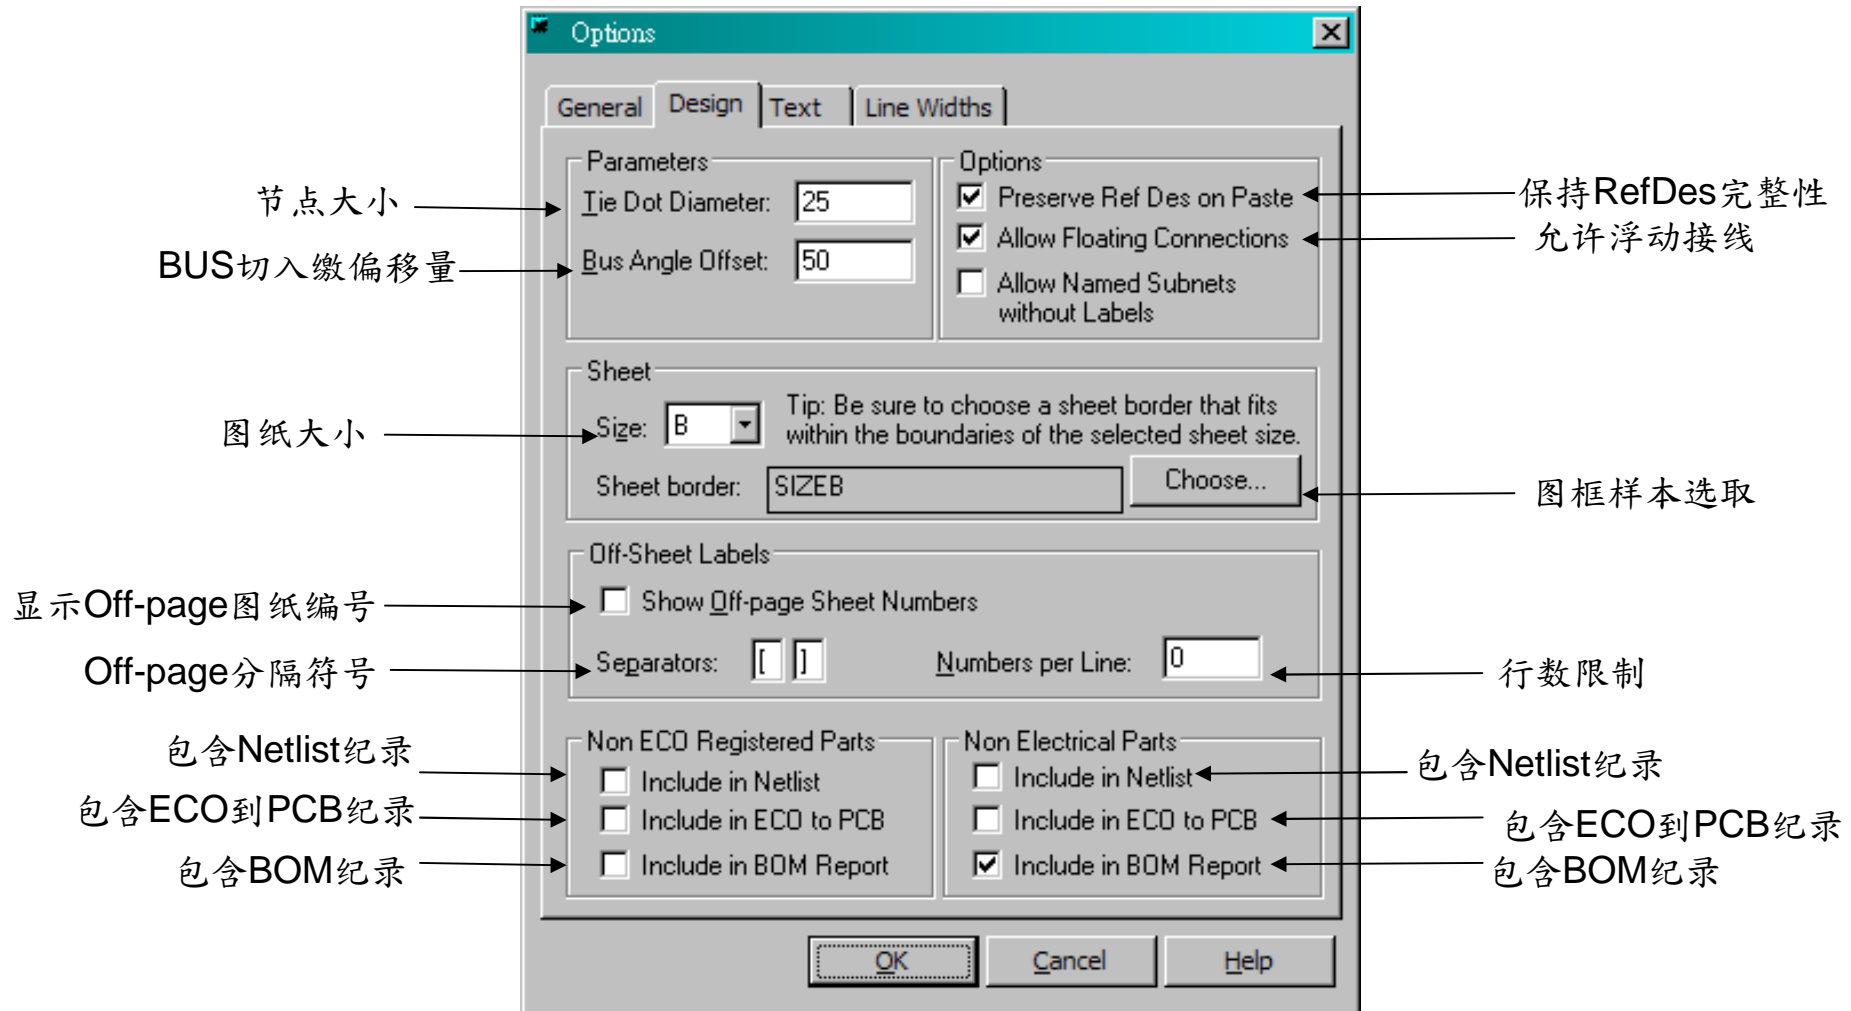 Options
General Design Text Line Widths
Parameters
Options
节点大小
Tie Dot Diameter: 25
Preserve Ref Des on Paste
保持RefDes完整性
BUS切入缴偏移量
Bus Angle Offset: 50
Allow Floating Connections
允许浮动接线
Allow Named Subnets
without Labels
Sheet
图纸大小
Size: B
Tip: Be sure to choose a sheet border that fits
within the boundaries of the selected sheet size.
Sheet border: SIZEB
Choose...
图框样本选取
Off-Sheet Labels
显示Off-page图纸编号
Show Off-page Sheet Numbers
Off-page分隔符号
Separators: [ ]
Numbers per Line: 0
行数限制
Non ECO Registered Parts
Non Electrical Parts
包含Netlist纪录
Include in Netlist
Include in Netlist
包含Netlist纪录
包含ECO到PCB纪录
Include in ECO to PCB
Include in ECO to PCB
包含ECO到PCB纪录
包含BOM纪录
Include in BOM Report
Include in BOM Report
包含BOM纪录
OK Cancel Help